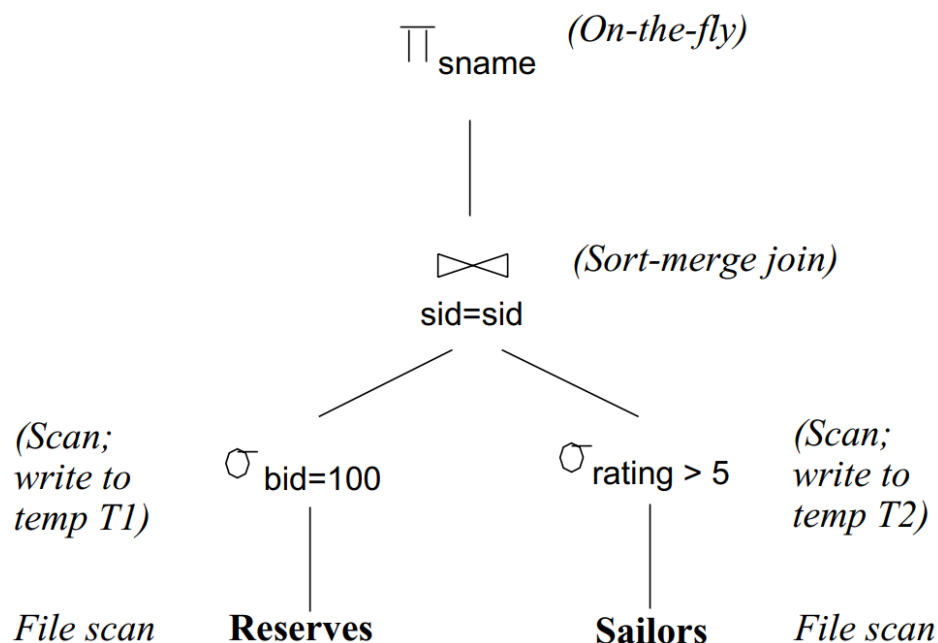 π sname (On-the-fly)
⋈ (Sort-merge join)
sid=sid
(Scan;
write to
temp T1)
σ bid=100
σ rating > 5
(Scan;
write to
temp T2)
File scan Reserves Sailors File scan